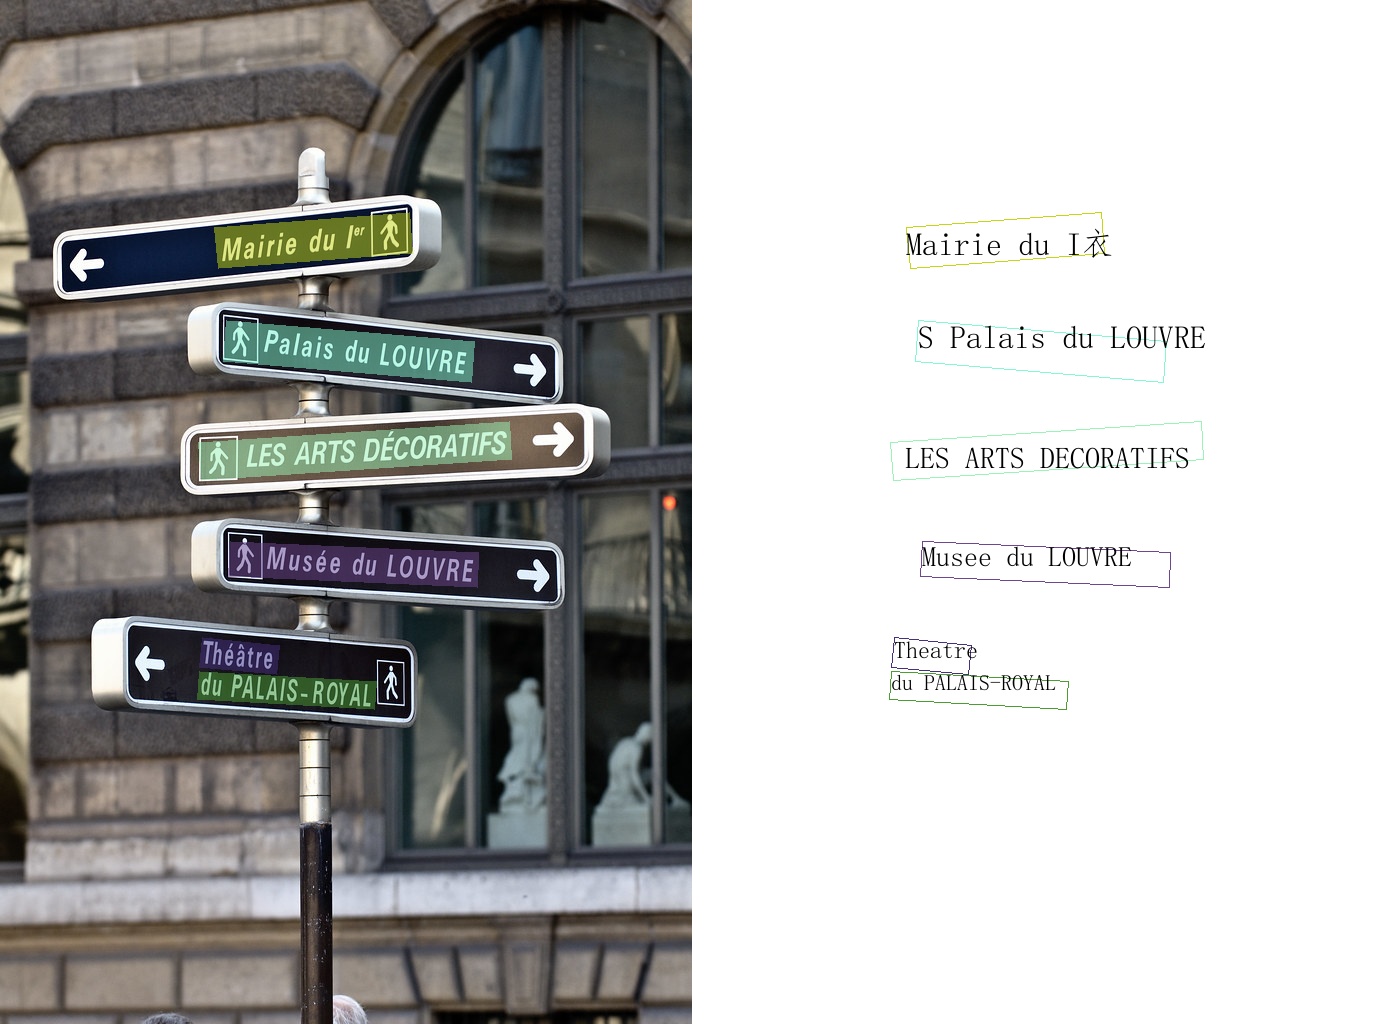 Mairie du Ier
Palais du LOUVRE
LES ARTS DÉCORATIFS
Musée du LOUVRE
Théâtre
du PALAIS-ROYAL
Mairie du I衣
S Palais du LOUVRE
LES ARTS DECORATIFS
Musee du LOUVRE
Theatre
du PALAIS-ROYAL